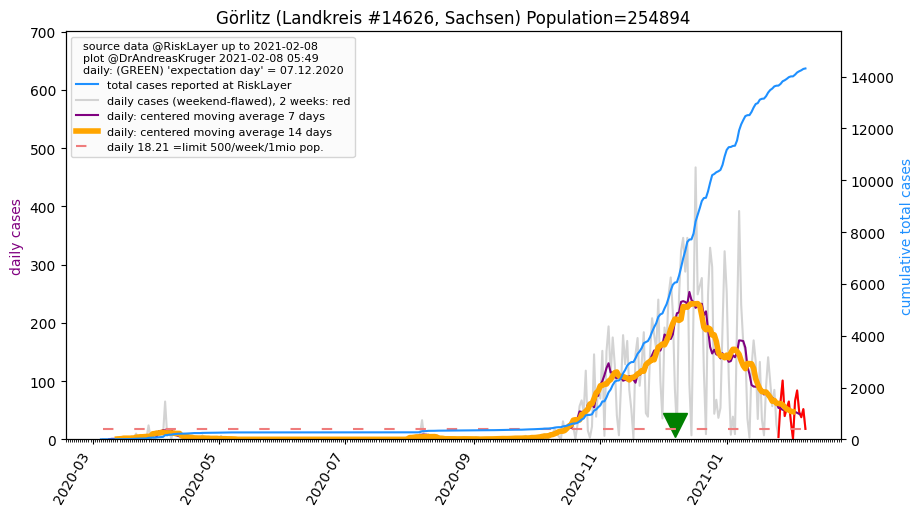 Görlitz (Landkreis #14626, Sachsen) Population=254894
source data @RiskLayer up to 2021-02-08
plot @DrAndreasKruger 2021-02-08 05:49
daily: (GREEN) 'expectation day' = 07.12.2020
total cases reported at RiskLayer
daily cases (weekend-flawed), 2 weeks: red
daily: centered moving average 7 days
daily: centered moving average 14 days
daily 18.21 =limit 500/week/1mio pop.
daily cases
700
600
500
400
300
200
100
0
cumulative total cases
14000
12000
10000
8000
6000
4000
2000
0
2020-03
2020-05
2020-07
2020-09
2020-11
2021-01